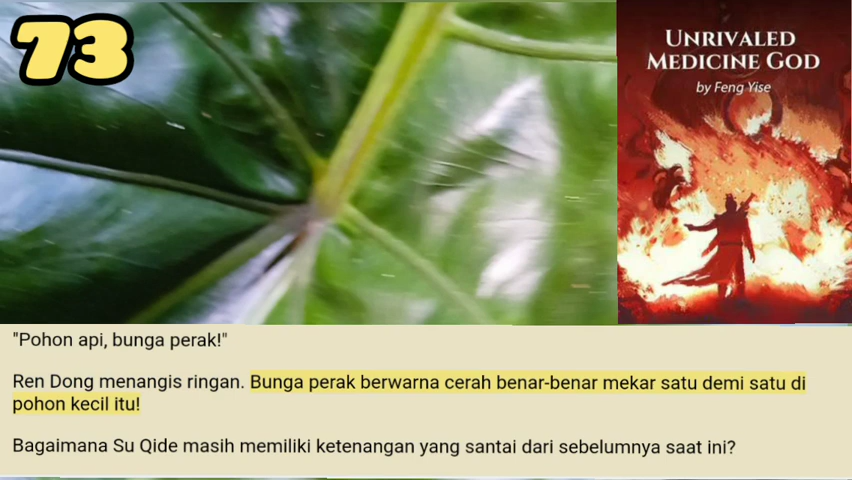 73
UNRIVALED
MEDICINE GOD
by Feng Yise
"Pohon api, bunga perak!"
Ren Dong menangis ringan. Bunga perak berwarna cerah benar-benar mekar satu demi satu di
pohon kecil itu!
Bagaimana Su Qide masih memiliki ketenangan yang santai dari sebelumnya saat ini?